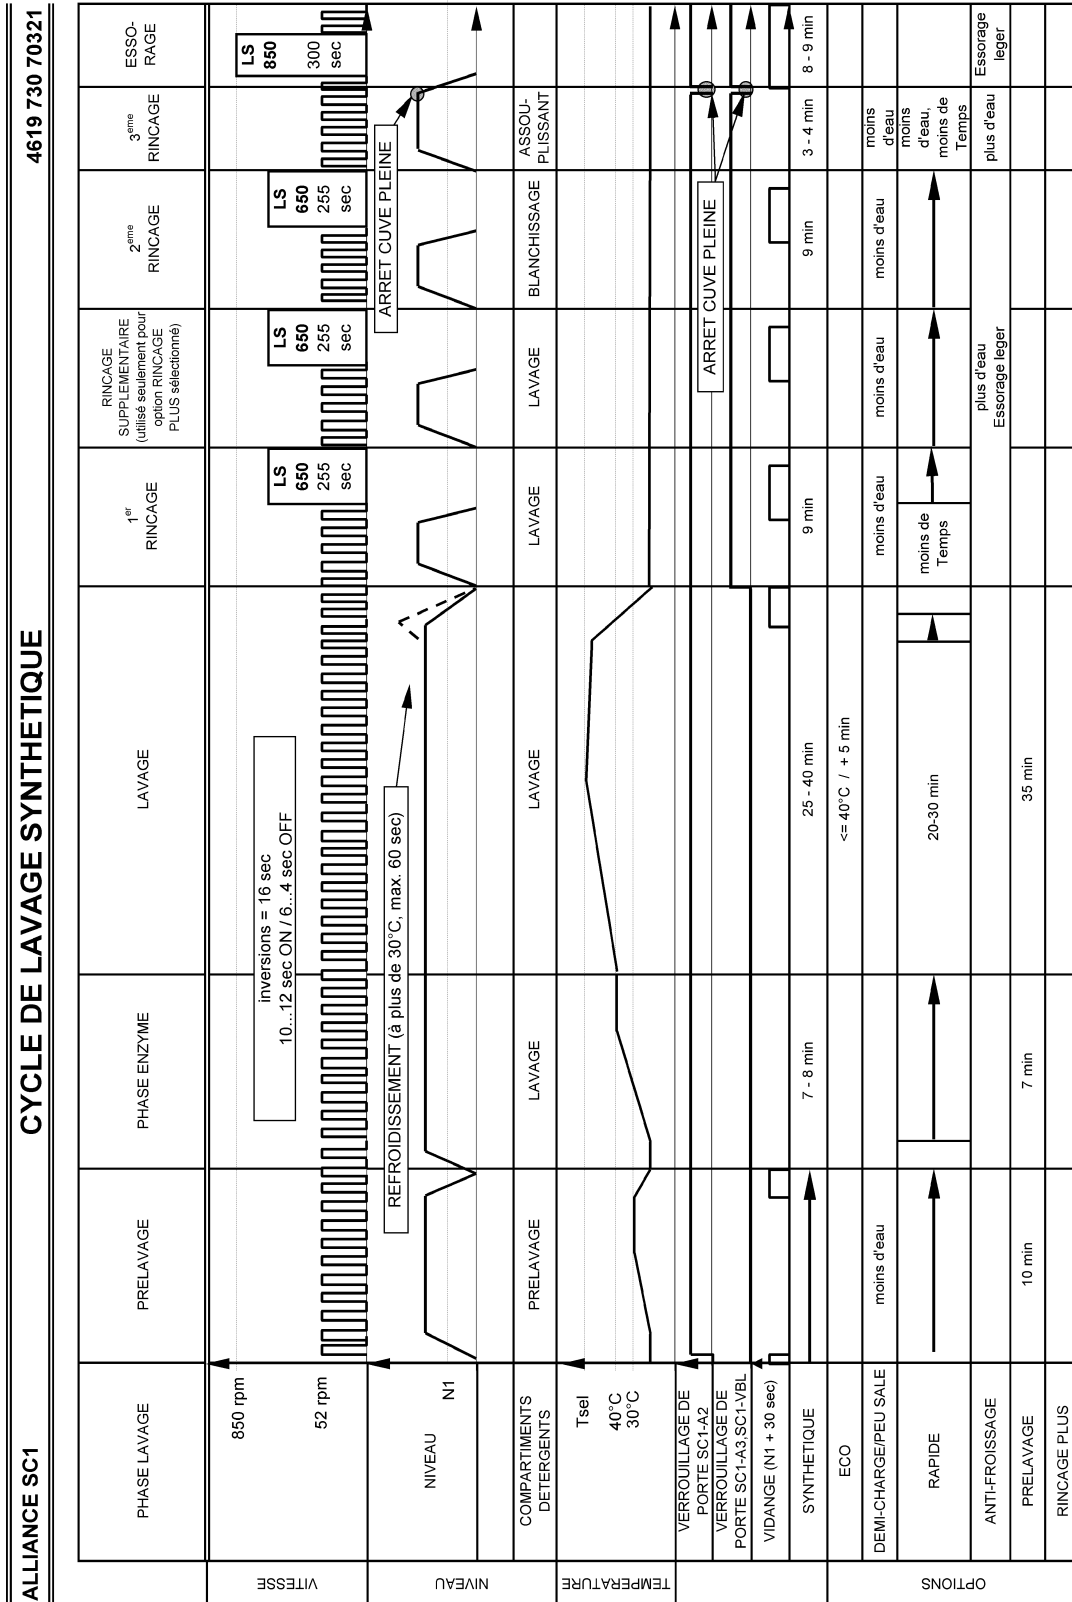 ALLIANCE SC1
CYCLE DE LAVAGE SYNTHETIQUE
4619 730 70321
PHASE LAVAGE
PRELAVAGE
PHASE ENZYME
LAVAGE
1er
RINCAGE
RINCAGE
SUPPLEMENTAIRE
(utilisé seulement pour
option RINCAGE
PLUS sélectionné)
2eme
RINCAGE
3eme
RINCAGE
ESSO-
RAGE
VITESSE
850 rpm
52 rpm
inversions = 16 sec
10...12 sec ON / 6...4 sec OFF
LS
650
255
sec
LS
650
255
sec
LS
650
255
sec
LS
850
300
sec
NIVEAU
NIVEAU
N1
REFROIDISSEMENT (à plus de 30°C, max. 60 sec)
ARRET CUVE PLEINE
COMPARTIMENTS
DETERGENTS
PRELAVAGE
LAVAGE
LAVAGE
LAVAGE
LAVAGE
BLANCHISSAGE
ASSOU-
PLISSANT
TEMPERATURE
Tsel
40°C
30°C
VERROUILLAGE DE
PORTE SC1-A2
VERROUILLAGE DE
PORTE SC1-A3,SC1-VBL
ARRET CUVE PLEINE
VIDANGE (N1 + 30 sec)
OPTIONS
SYNTHETIQUE
7 - 8 min
25 - 40 min
9 min
9 min
3 - 4 min
8 - 9 min
ECO
<= 40°C / + 5 min
DEMI-CHARGE/PEU SALE
moins d'eau
moins d'eau
moins d'eau
moins d'eau
moins
d'eau
RAPIDE
20-30 min
moins de
Temps
moins
d'eau,
moins de
Temps
ANTI-FROISSAGE
plus d'eau
Essorage leger
plus d'eau
Essorage
leger
PRELAVAGE
10 min
7 min
35 min
RINCAGE PLUS